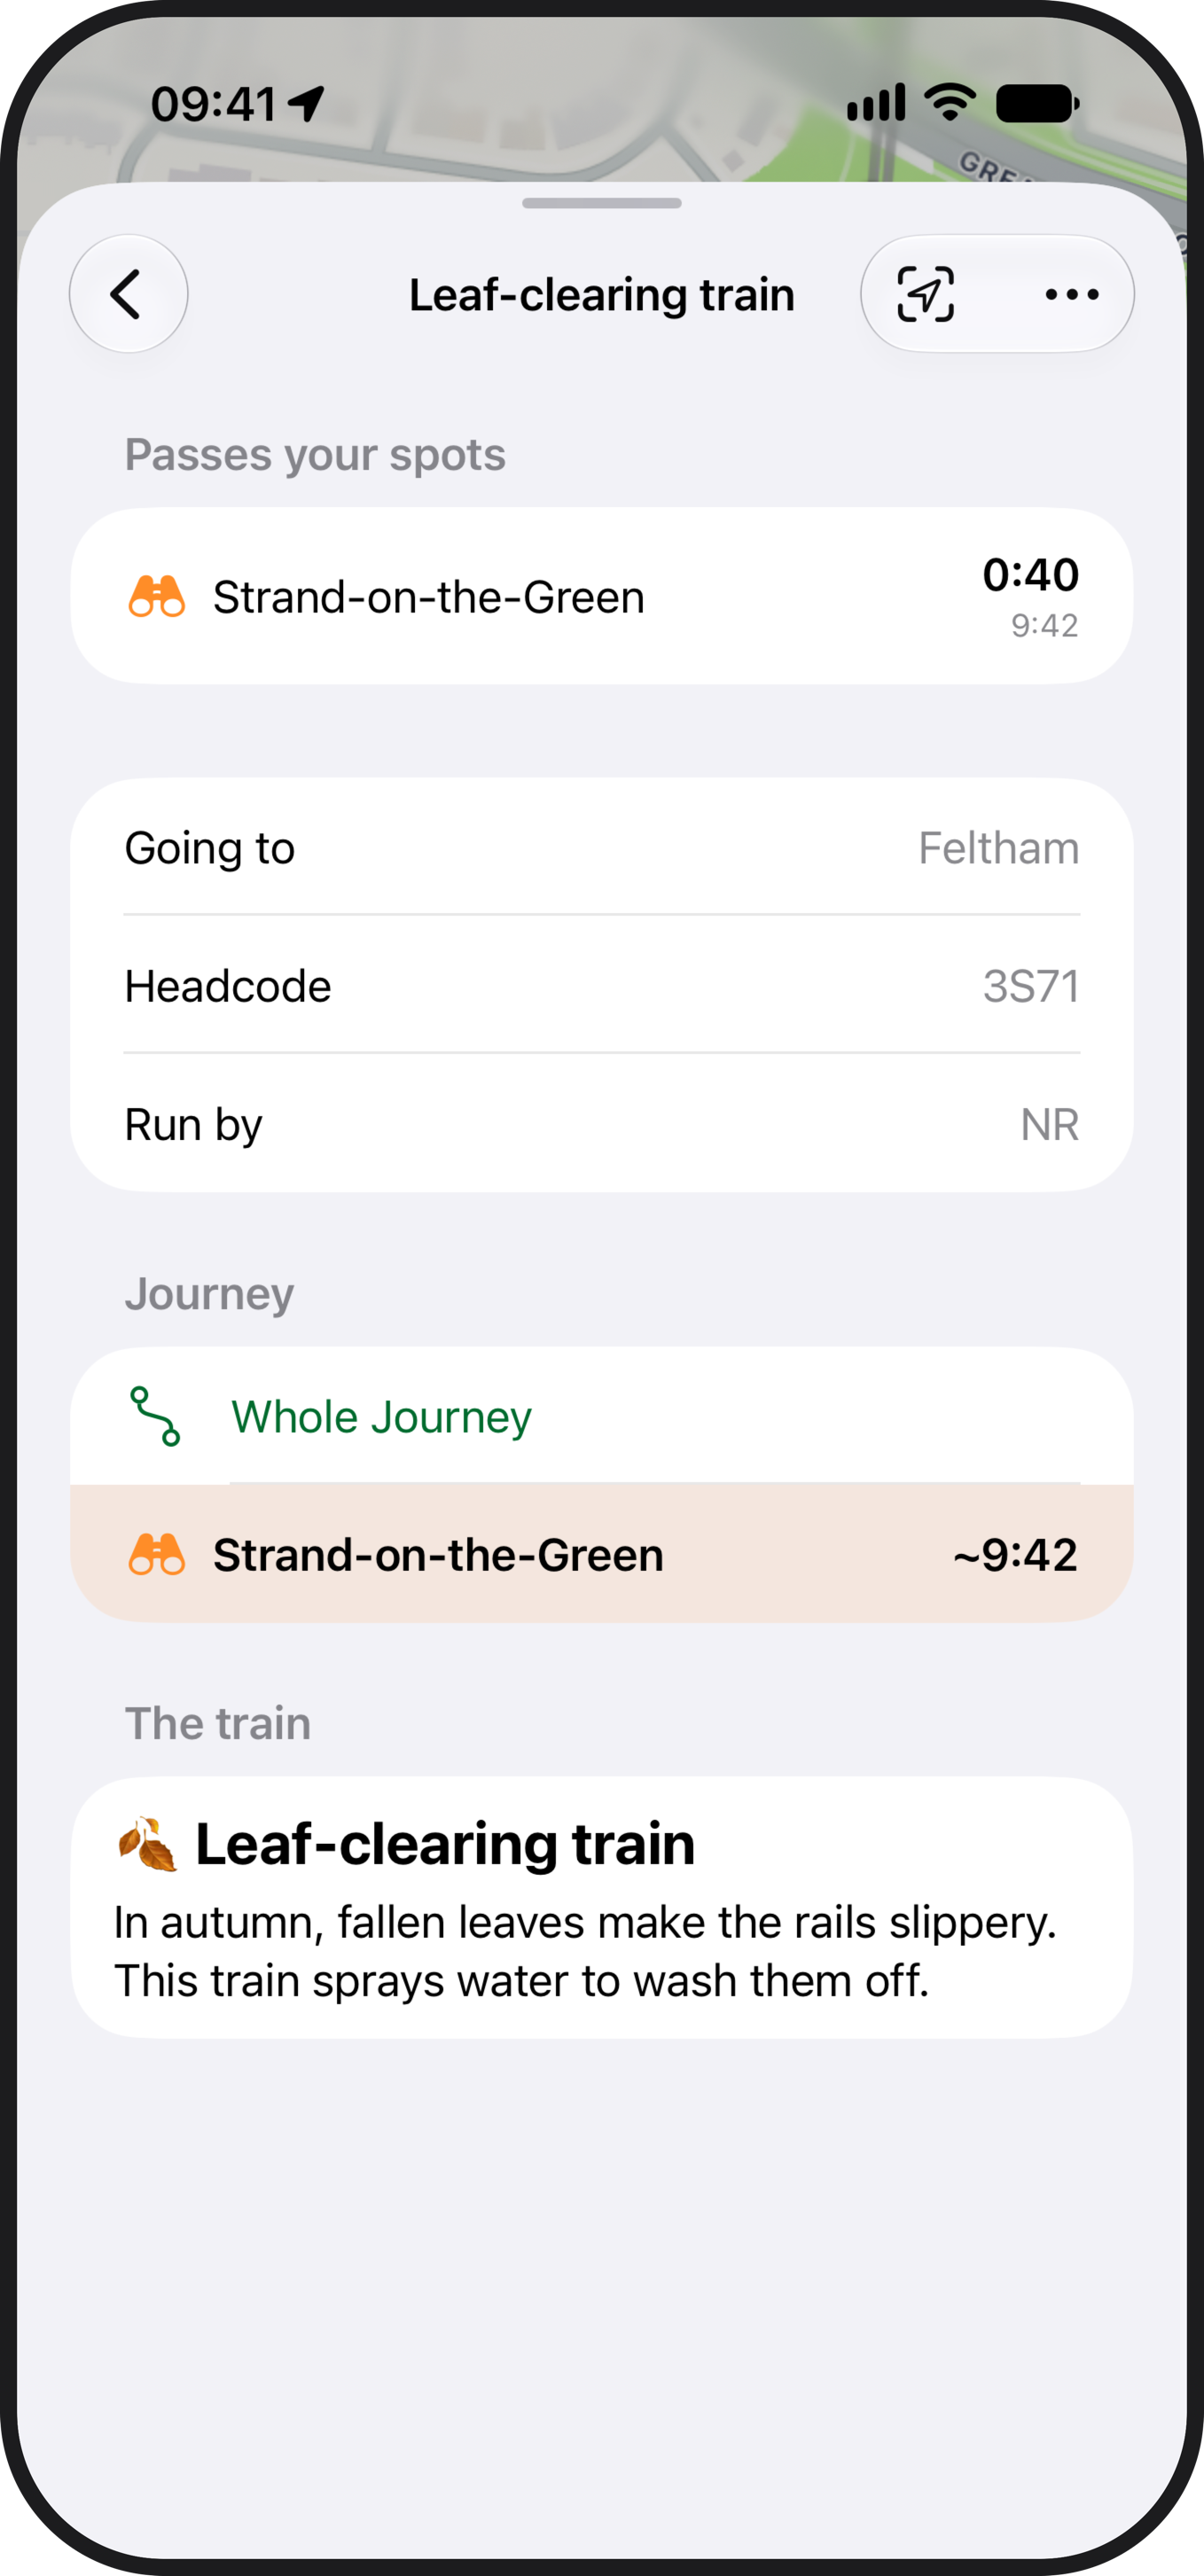 09:41
Leaf-clearing train
Passes your spots
Strand-on-the-Green
0:40
9:42
Going to
Feltham
Headcode
3S71
Run by
NR
Journey
Whole Journey
Strand-on-the-Green
~9:42
The train
Leaf-clearing train
In autumn, fallen leaves make the rails slippery.
This train sprays water to wash them off.